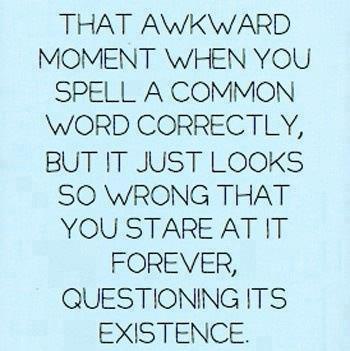 THAT AWKWARD
MOMENT WHEN YOU
SPELL A COMMON
WORD CORRECTLY,
BUT IT JUST LOOKS
SO WRONG THAT
YOU STARE AT IT
FOREVER,
QUESTIONING ITS
EXISTENCE.